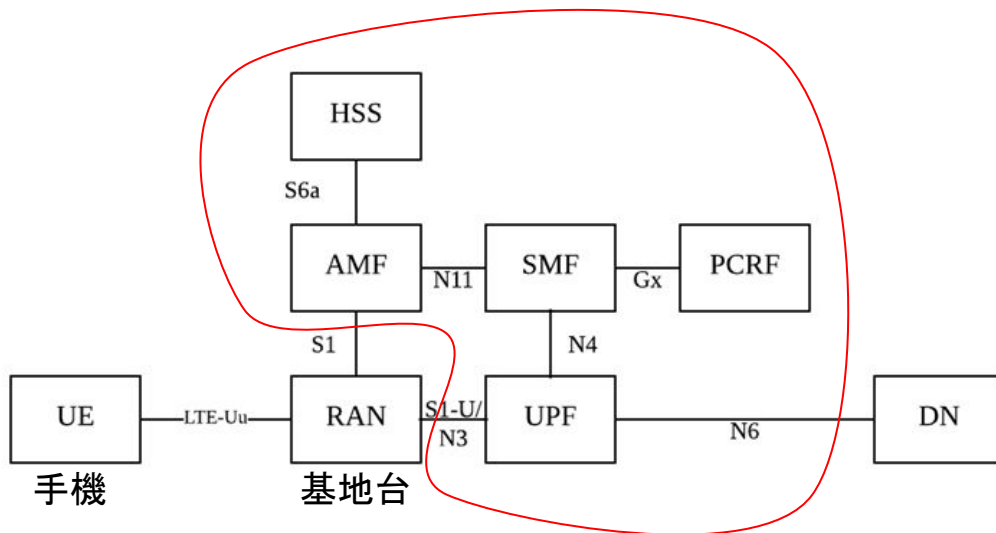 HSS
S6a
AMF
N11
SMF
Gx
PCRF
S1
N4
UE
LTE-Uu
RAN
S1-U/
N3
UPF
N6
DN
手機
基地台